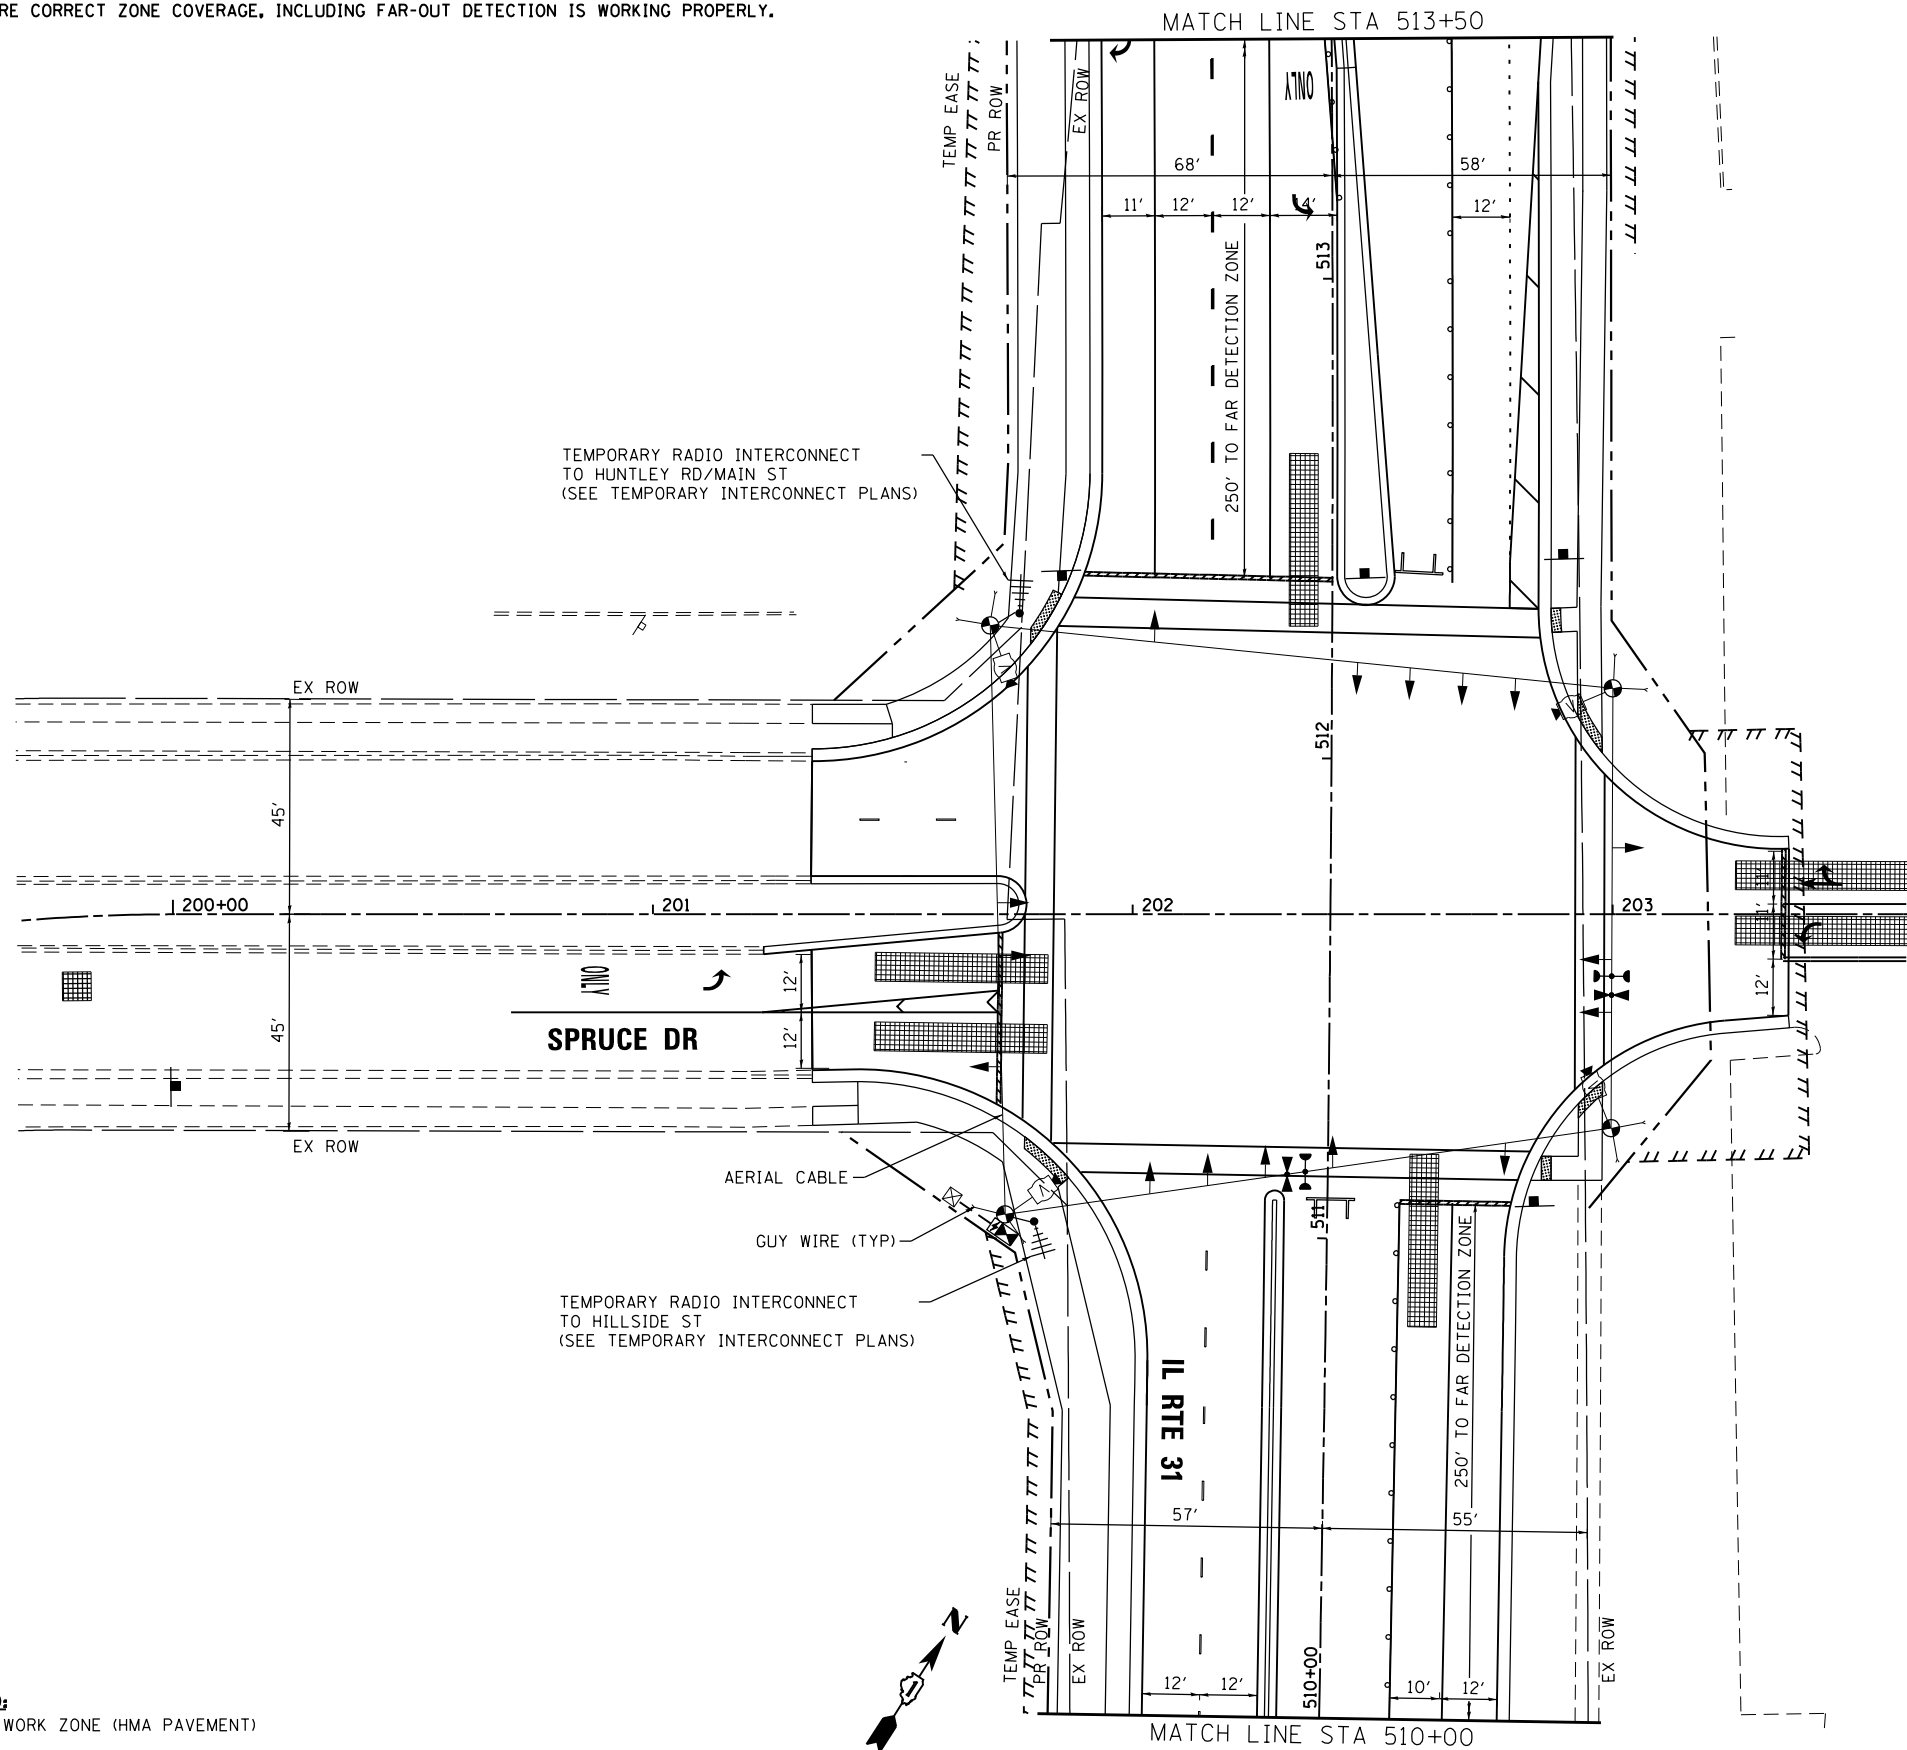 RE CORRECT ZONE COVERAGE, INCLUDING FAR-OUT DETECTION IS WORKING PROPERLY.
MATCH LINE STA 513+50
TEMP EASE
PR ROW
EX ROW
ONLY
68'
58'
11'
12'
12'
14'
12'
513
250' TO FAR DETECTION ZONE
TEMPORARY RADIO INTERCONNECT
TO HUNTLEY RD/MAIN ST
(SEE TEMPORARY INTERCONNECT PLANS)
EX ROW
512
45'
200+00
201
202
203
11'
11'
12'
ONLY
12'
12'
45'
SPRUCE DR
EX ROW
AERIAL CABLE
GUY WIRE (TYP)
511
TEMPORARY RADIO INTERCONNECT
TO HILLSIDE ST
(SEE TEMPORARY INTERCONNECT PLANS)
IL RTE 31
250' TO FAR DETECTION ZONE
57'
55'
TEMP EASE
PR ROW
EX ROW
EX ROW
510+00
12'
12'
10'
12'
N
WORK ZONE (HMA PAVEMENT)
MATCH LINE STA 510+00